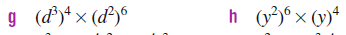 g (d³)⁴ × (d²)⁶ h (y²)⁶ × (y)⁴